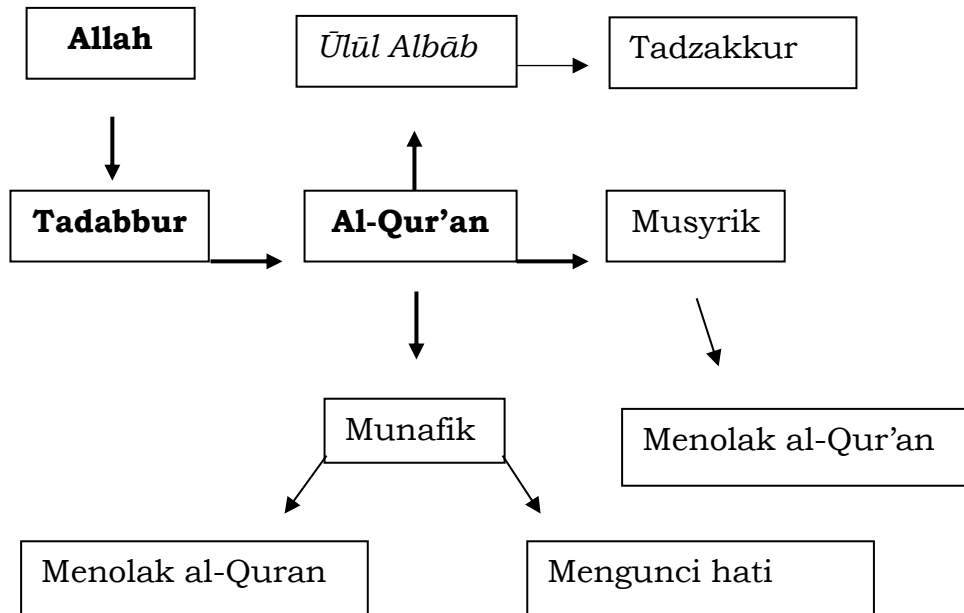 Allah
Ūlūl Albāb
Tadzakkur
Tadabbur
Al-Qur’an
Musyrik
Munafik
Menolak al-Qur’an
Menolak al-Quran
Mengunci hati